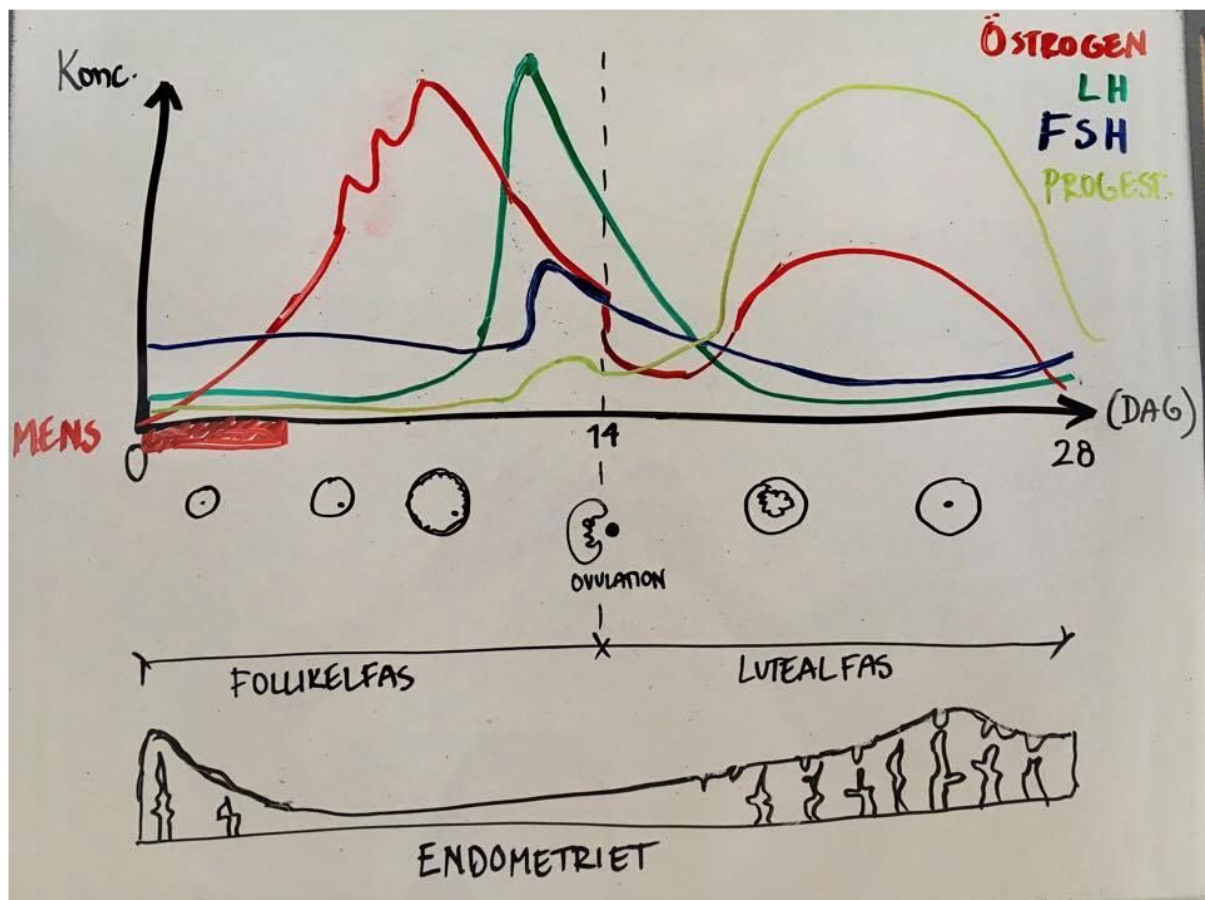 Konc.
ÖSTROGEN
LH
FSH
PROGEST.
(DAG)
MENS
0
14
28
OVULATION
FOLLIKELFAS
LUTEALFAS
ENDOMETRIET